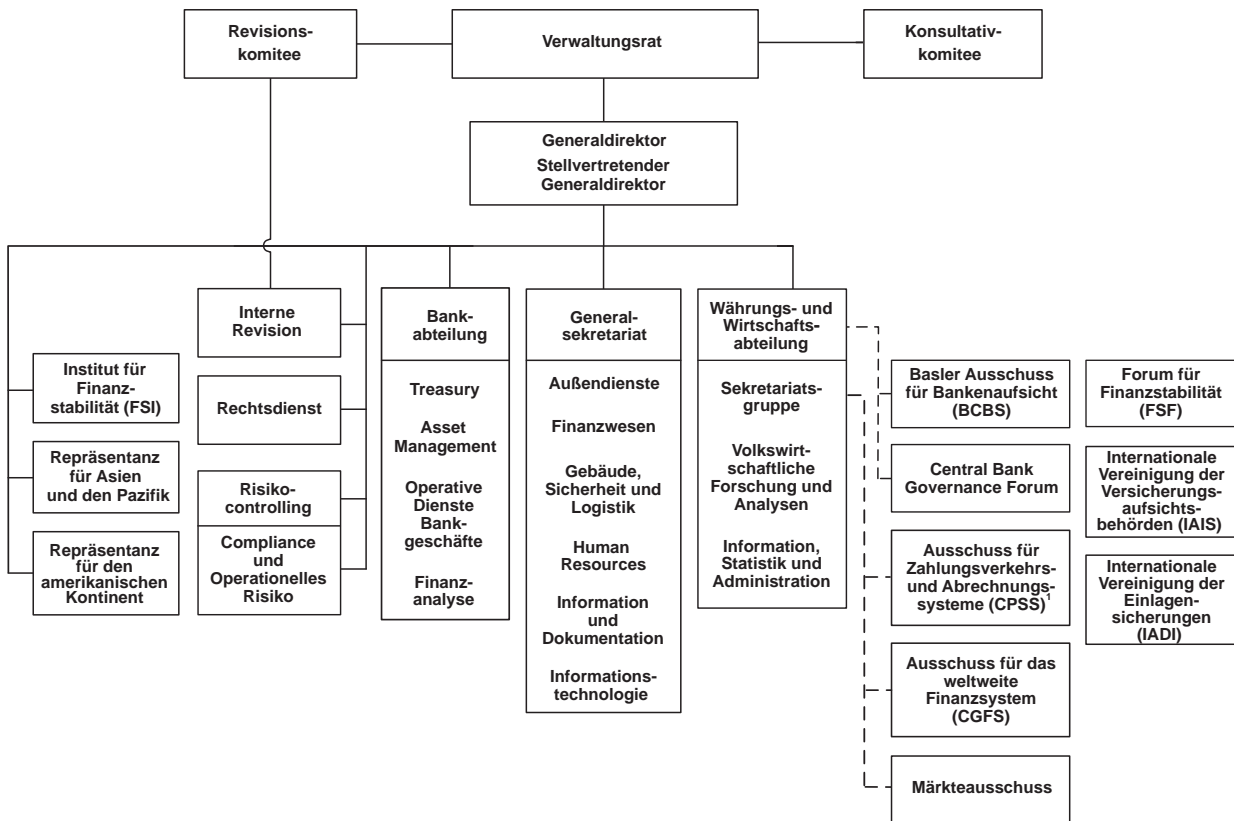 Revisions-
komitee
Verwaltungsrat
Konsultativ-
komitee
Generaldirektor
Stellvertretender
Generaldirektor
Institut für
Finanz-
stabilität (FSI)
Repräsentanz
für Asien
und den Pazifik
Repräsentanz
für den
amerikanischen
Kontinent
Interne
Revision
Rechtsdienst
Risiko-
controlling
Compliance
und
Operationelles
Risiko
Bank-
abteilung
Treasury
Asset
Management
Operative
Dienste
Bank-
geschäfte
Finanz-
analyse
General-
sekretariat
Außendienste
Finanzwesen
Gebäude,
Sicherheit und
Logistik
Human
Resources
Information
und
Dokumentation
Informations-
technologie
Währungs- und
Wirtschafts-
abteilung
Sekretariats-
gruppe
Volkswirt-
schaftliche
Forschung und
Analysen
Information,
Statistik und
Administration
Basler Ausschuss
für Bankenaufsicht
(BCBS)
Central Bank
Governance Forum
Ausschuss für
Zahlungsverkehrs-
und Abrechnungs-
systeme (CPSS)¹
Ausschuss für das
weltweite
Finanzsystem
(CGFS)
Märkteausschuss
Forum für
Finanzstabilität
(FSF)
Internationale
Vereinigung der
Versicherungs-
aufsichts-
behörden (IAIS)
Internationale
Vereinigung der
Einlagen-
sicherungen
(IADI)